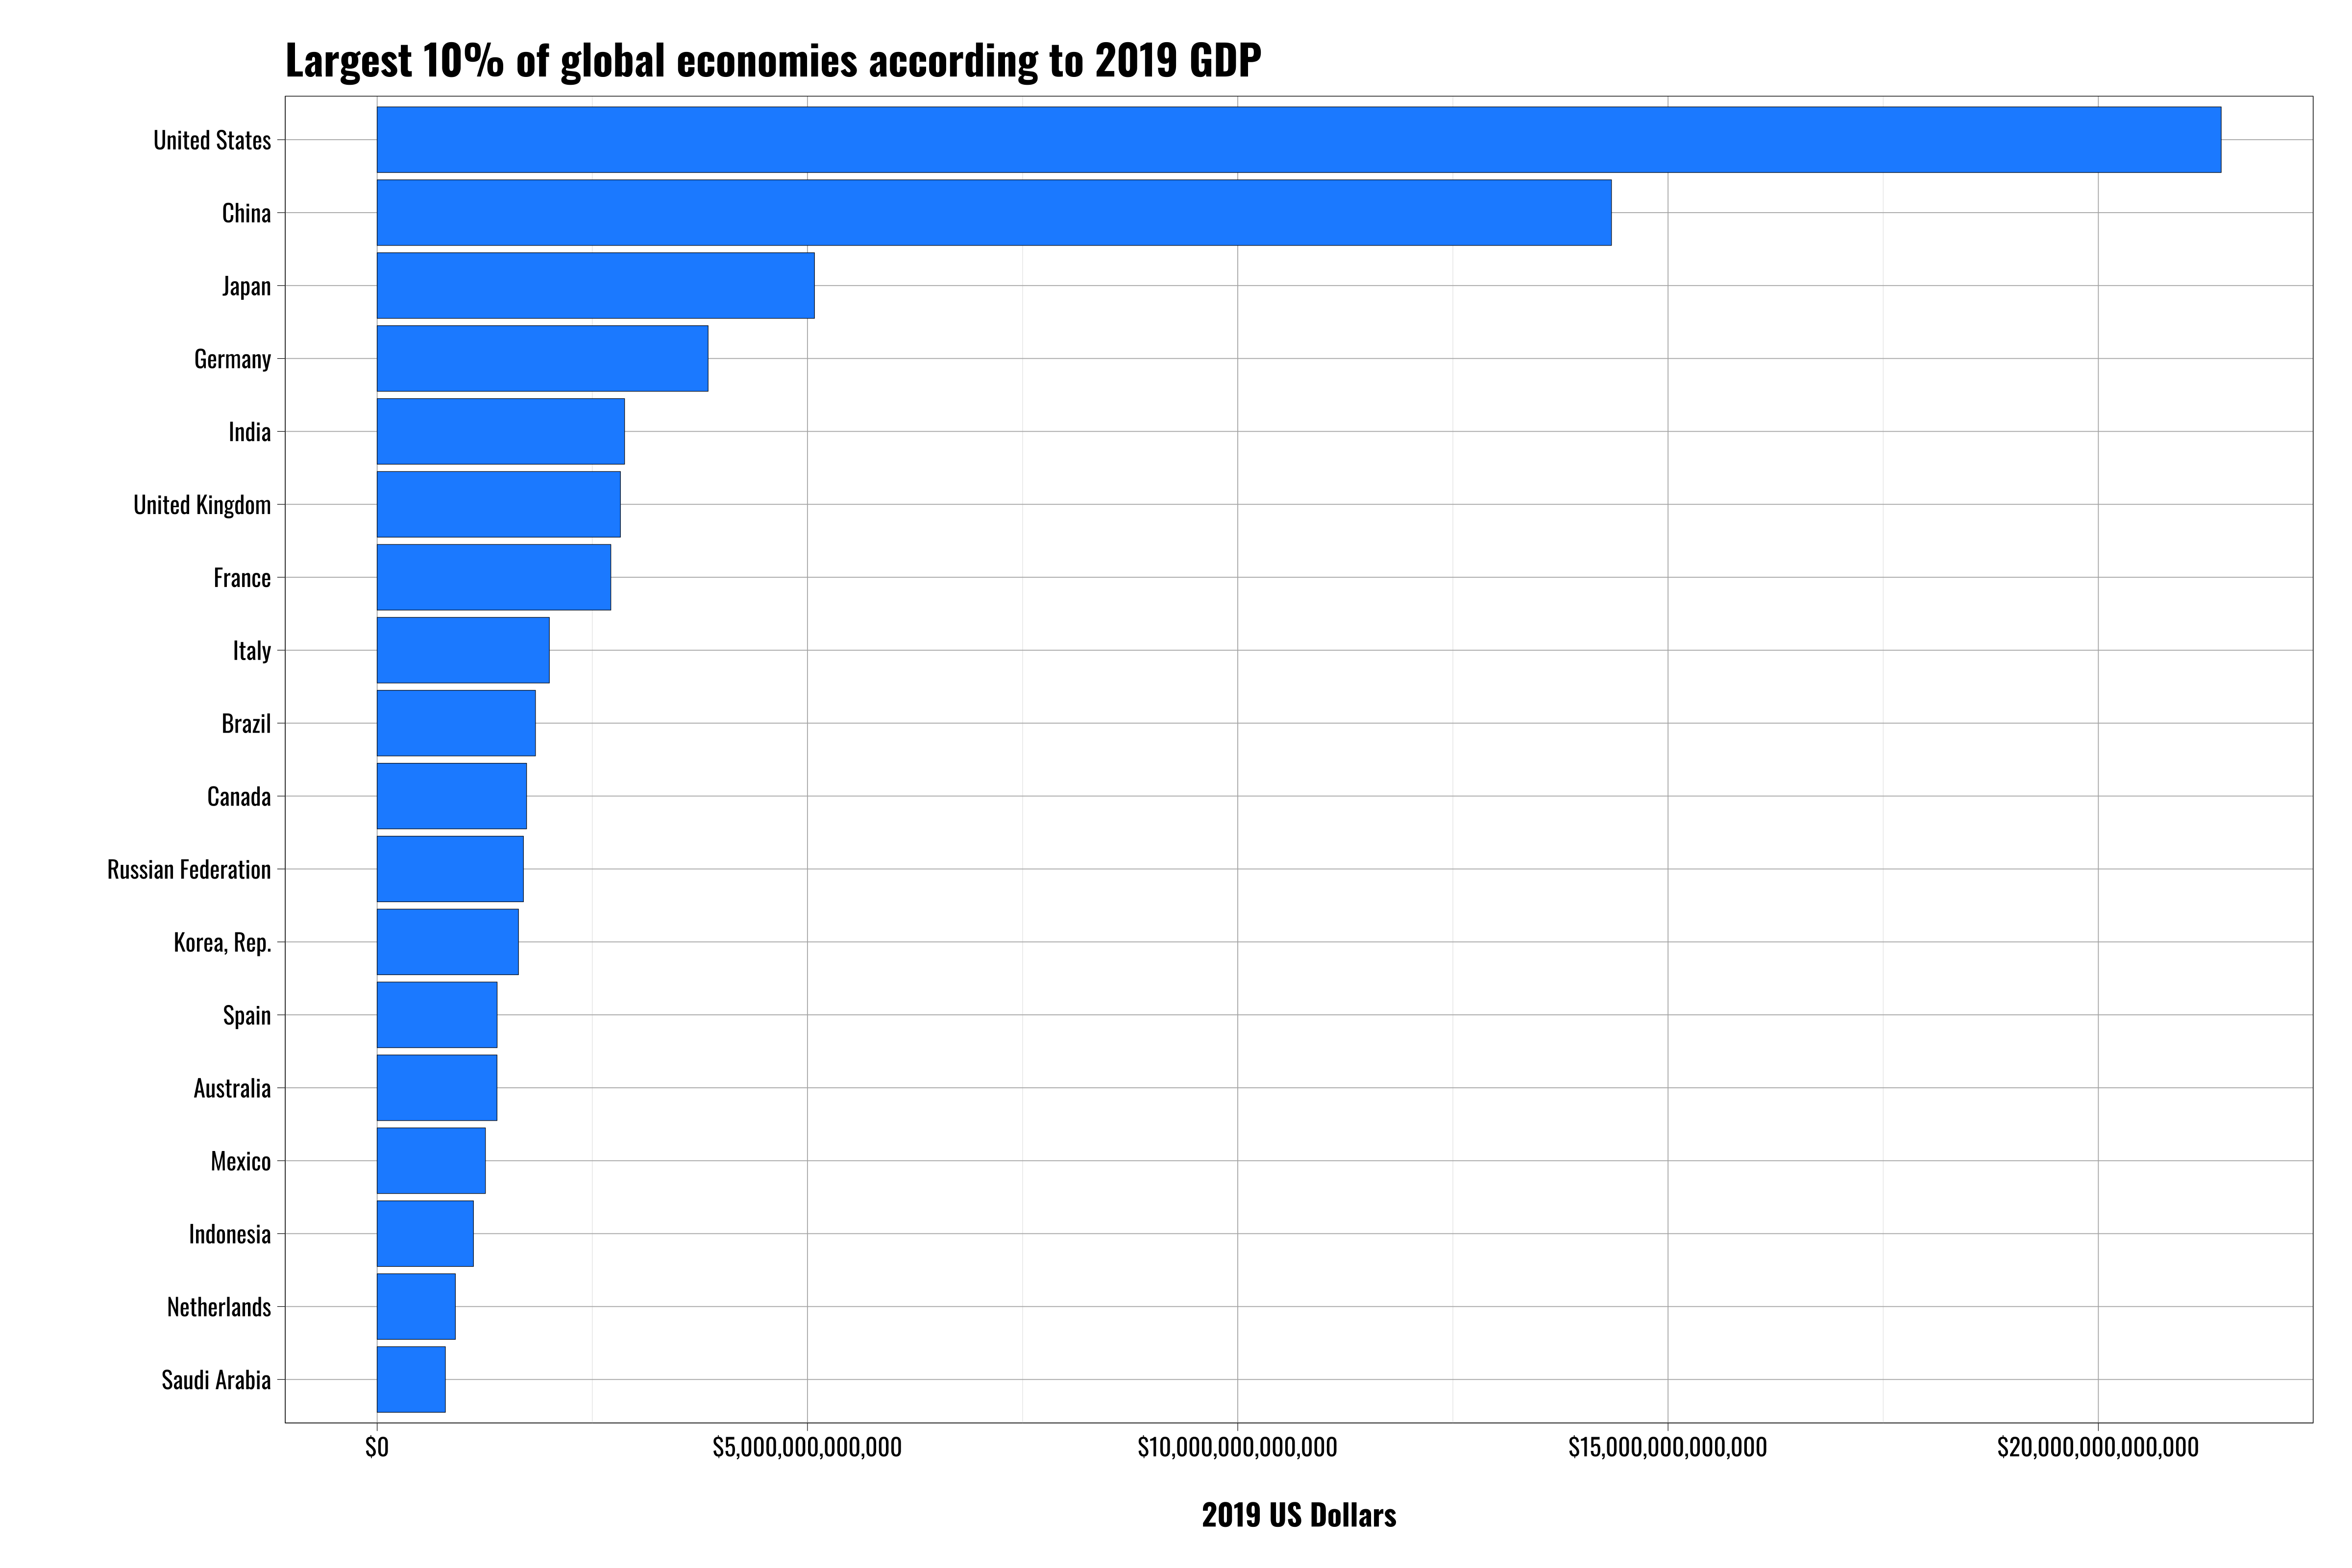 Largest 10% of global economies according to 2019 GDP
United States
China
Japan
Germany
India
United Kingdom
France
Italy
Brazil
Canada
Russian Federation
Korea, Rep.
Spain
Australia
Mexico
Indonesia
Netherlands
Saudi Arabia
$0 $5,000,000,000,000 $10,000,000,000,000 $15,000,000,000,000 $20,000,000,000,000
2019 US Dollars